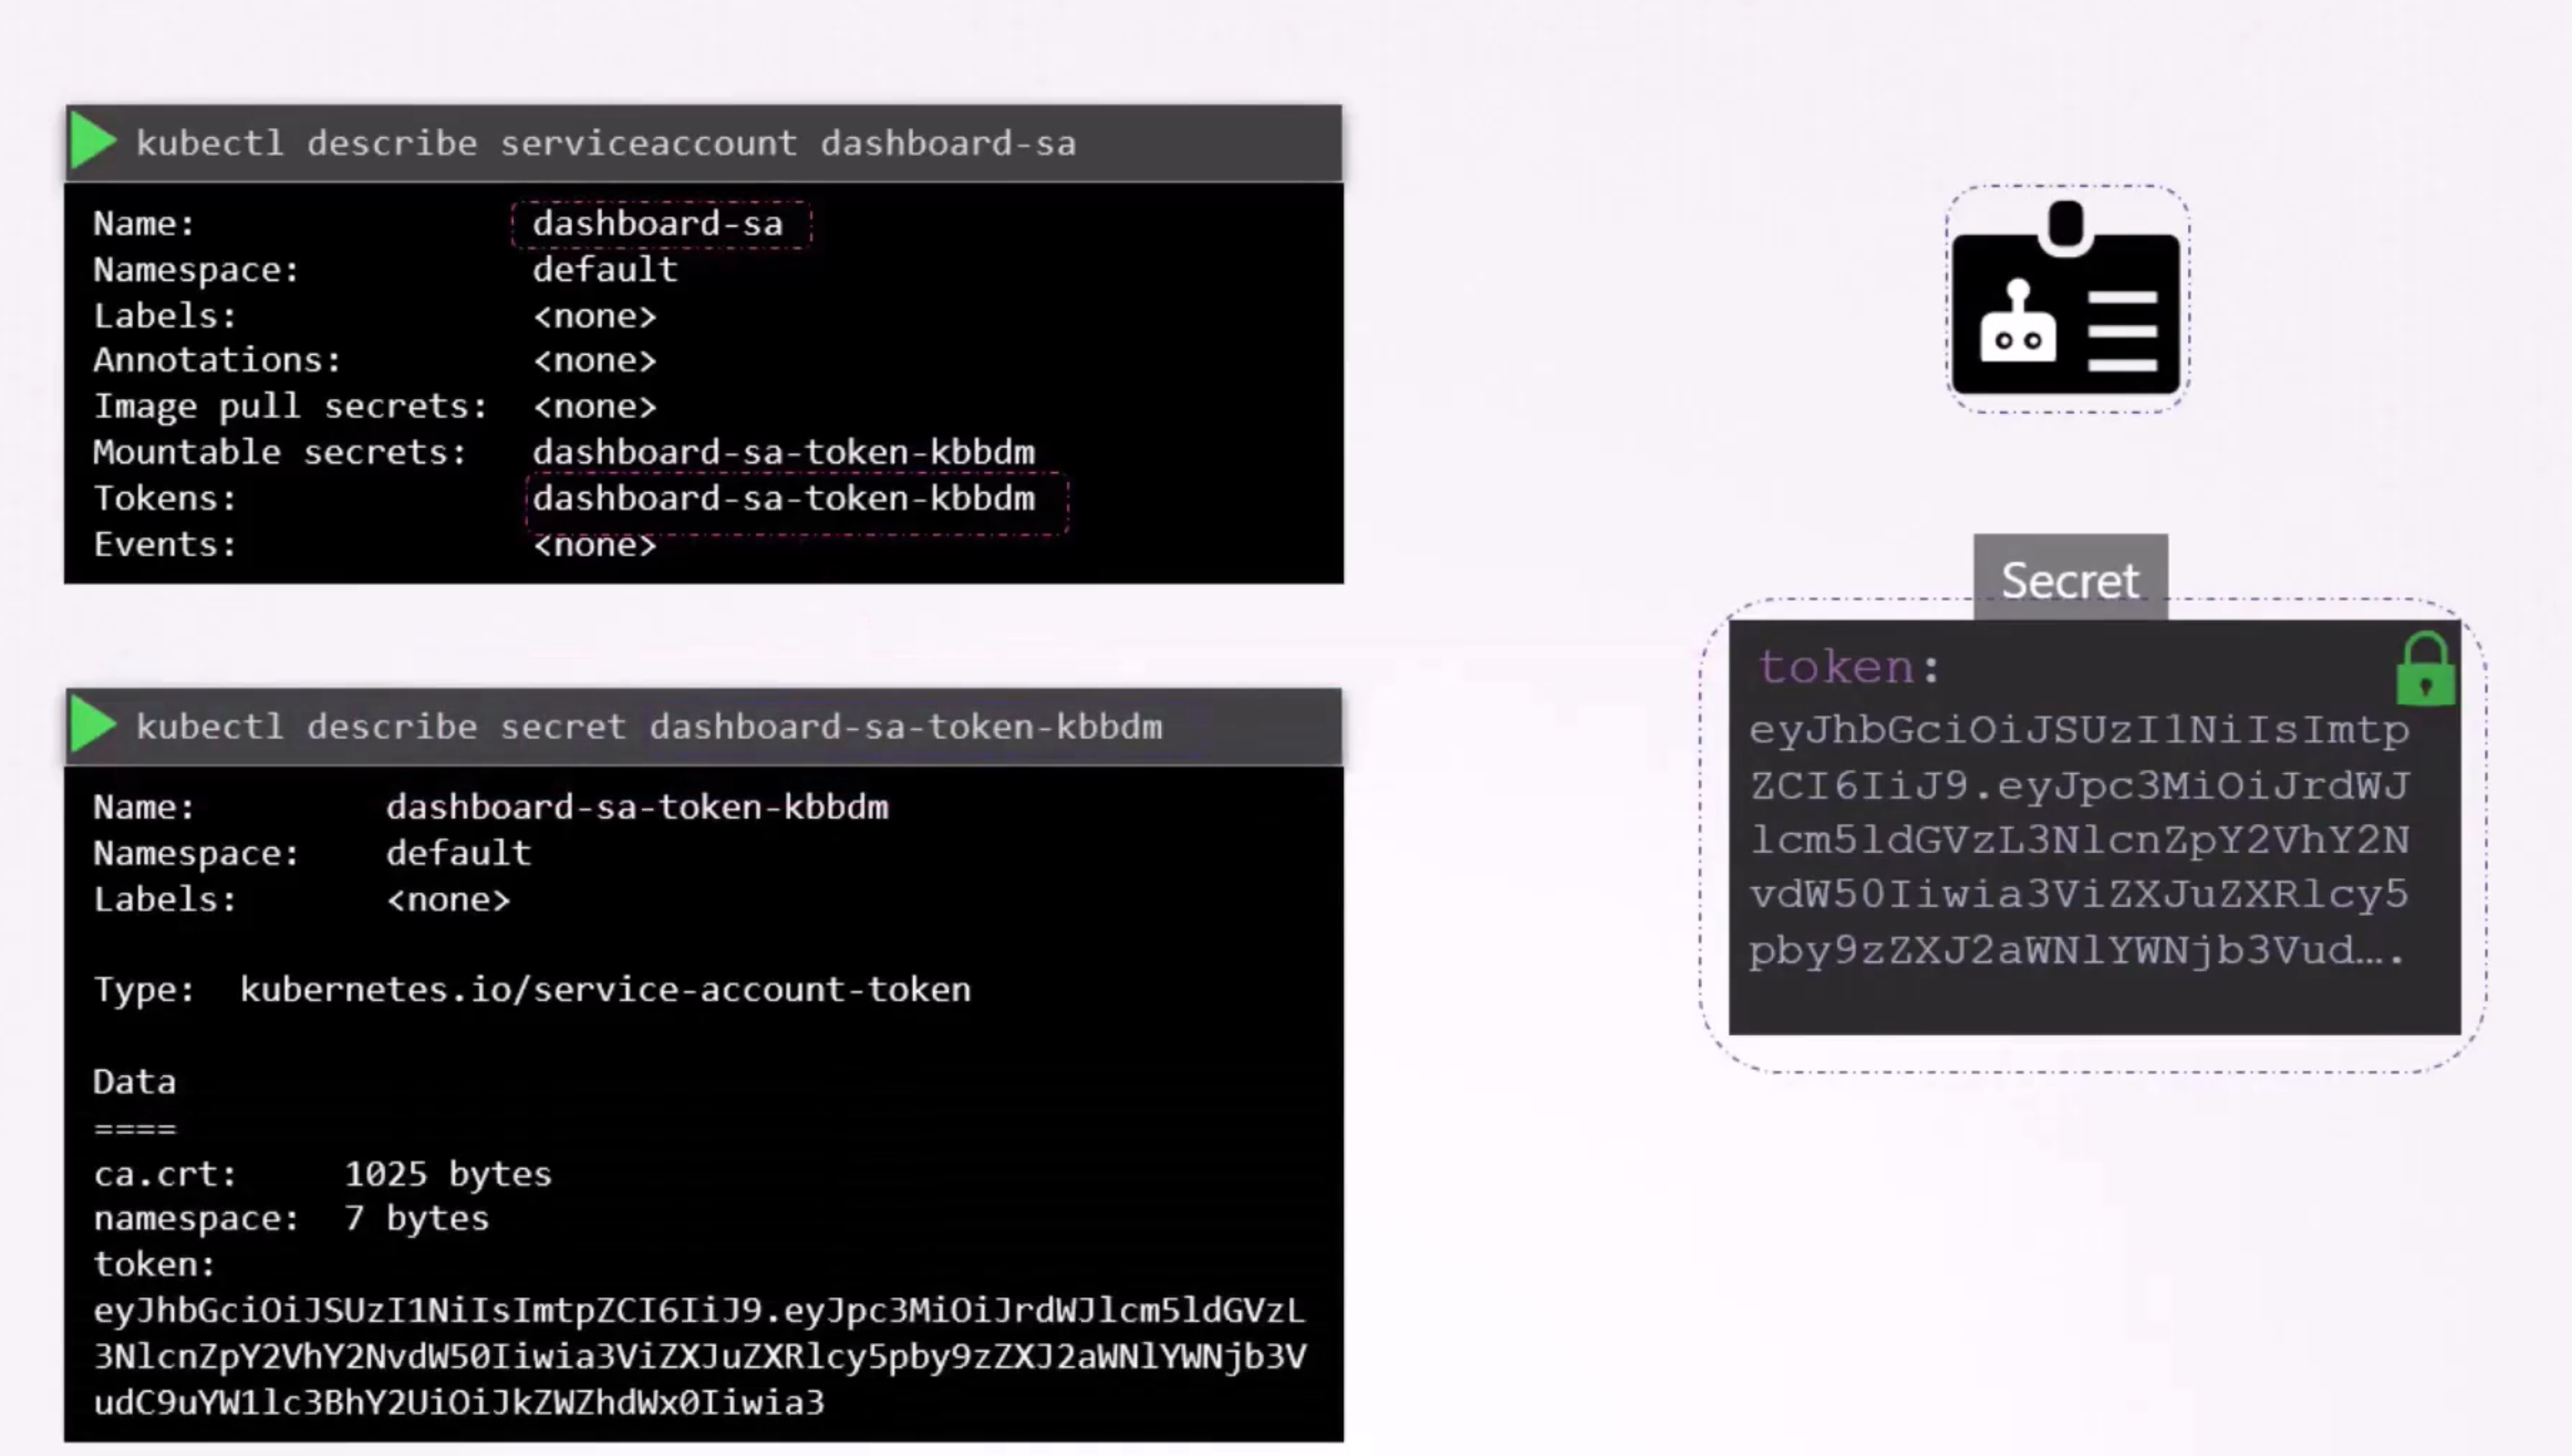 kubectl describe serviceaccount dashboard-sa
Name: dashboard-sa
Namespace: default
Labels: <none>
Annotations: <none>
Image pull secrets: <none>
Mountable secrets: dashboard-sa-token-kbbdm
Tokens: dashboard-sa-token-kbbdm
Events: <none>
kubectl describe secret dashboard-sa-token-kbbdm
Name: dashboard-sa-token-kbbdm
Namespace: default
Labels: <none>
Type: kubernetes.io/service-account-token
Data
====
ca.crt: 1025 bytes
namespace: 7 bytes
token:
eyJhbGciOiJSUzI1NiIsImtpZCI6IiJ9.eyJpc3MiOiJrdWJlcm5ldGVzL
3NlcnZpY2VhY2NvdW50Iiwia3ViZXJuZXRlcy5pby9zZXJ2aWNlYWNjb3V
udC9uYW1lc3BhY2UiOiJkZWZhdWx0Iiwia3
Secret
token:
eyJhbGciOiJSUzI1NiIsImtp
ZCI6IiJ9.eyJpc3MiOiJrdWJ
lcm5ldGVzL3NlcnZpY2VhY2N
vdW50Iiwia3ViZXJuZXRlcy5
pby9zZXJ2aWNlYWNjb3Vud….